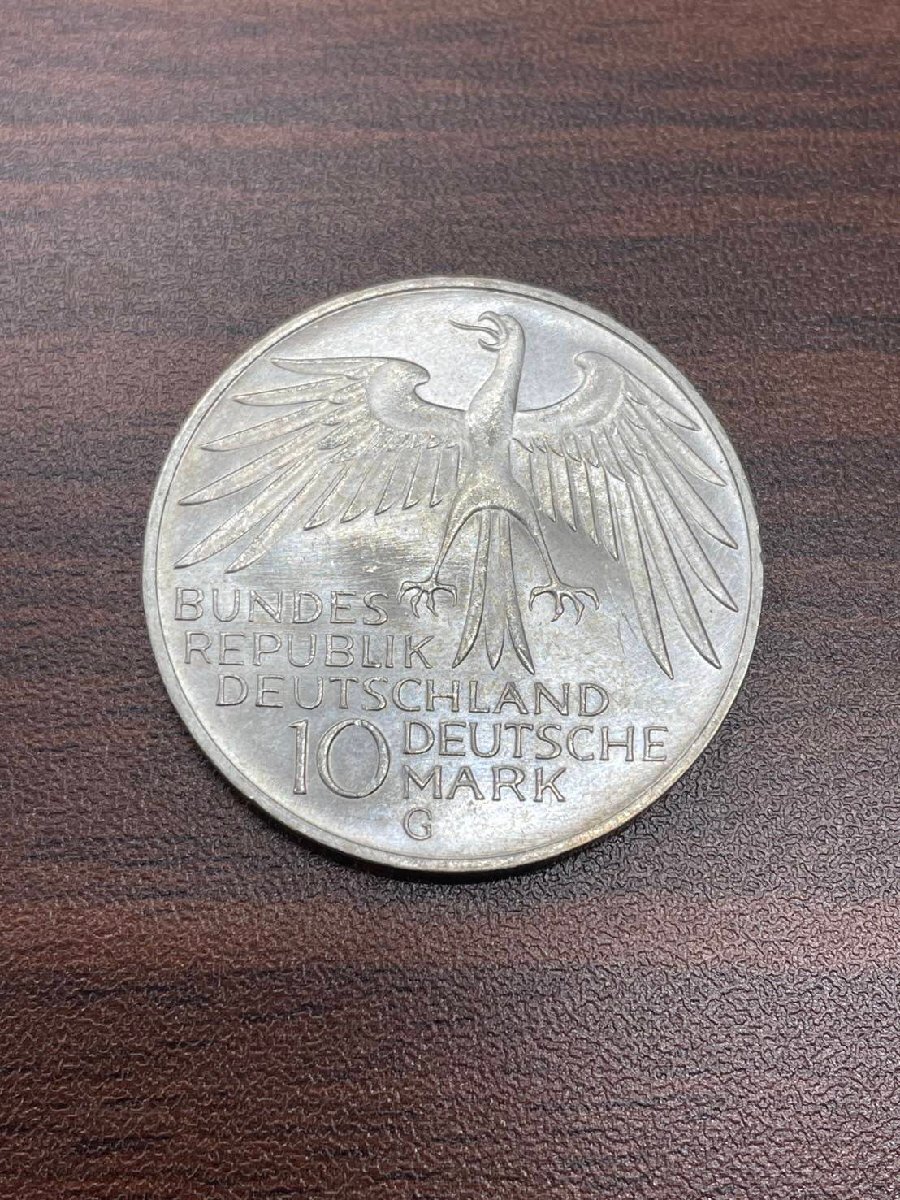 BUNDES
REPUBLIK
DEUTSCHLAND
10 DEUTSCHE
MARK
G